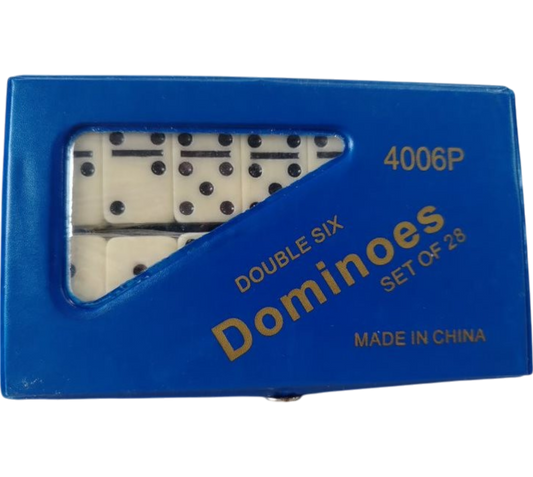 4006P
DOUBLE SIX
Dominoes
SET OF 28
MADE IN CHINA